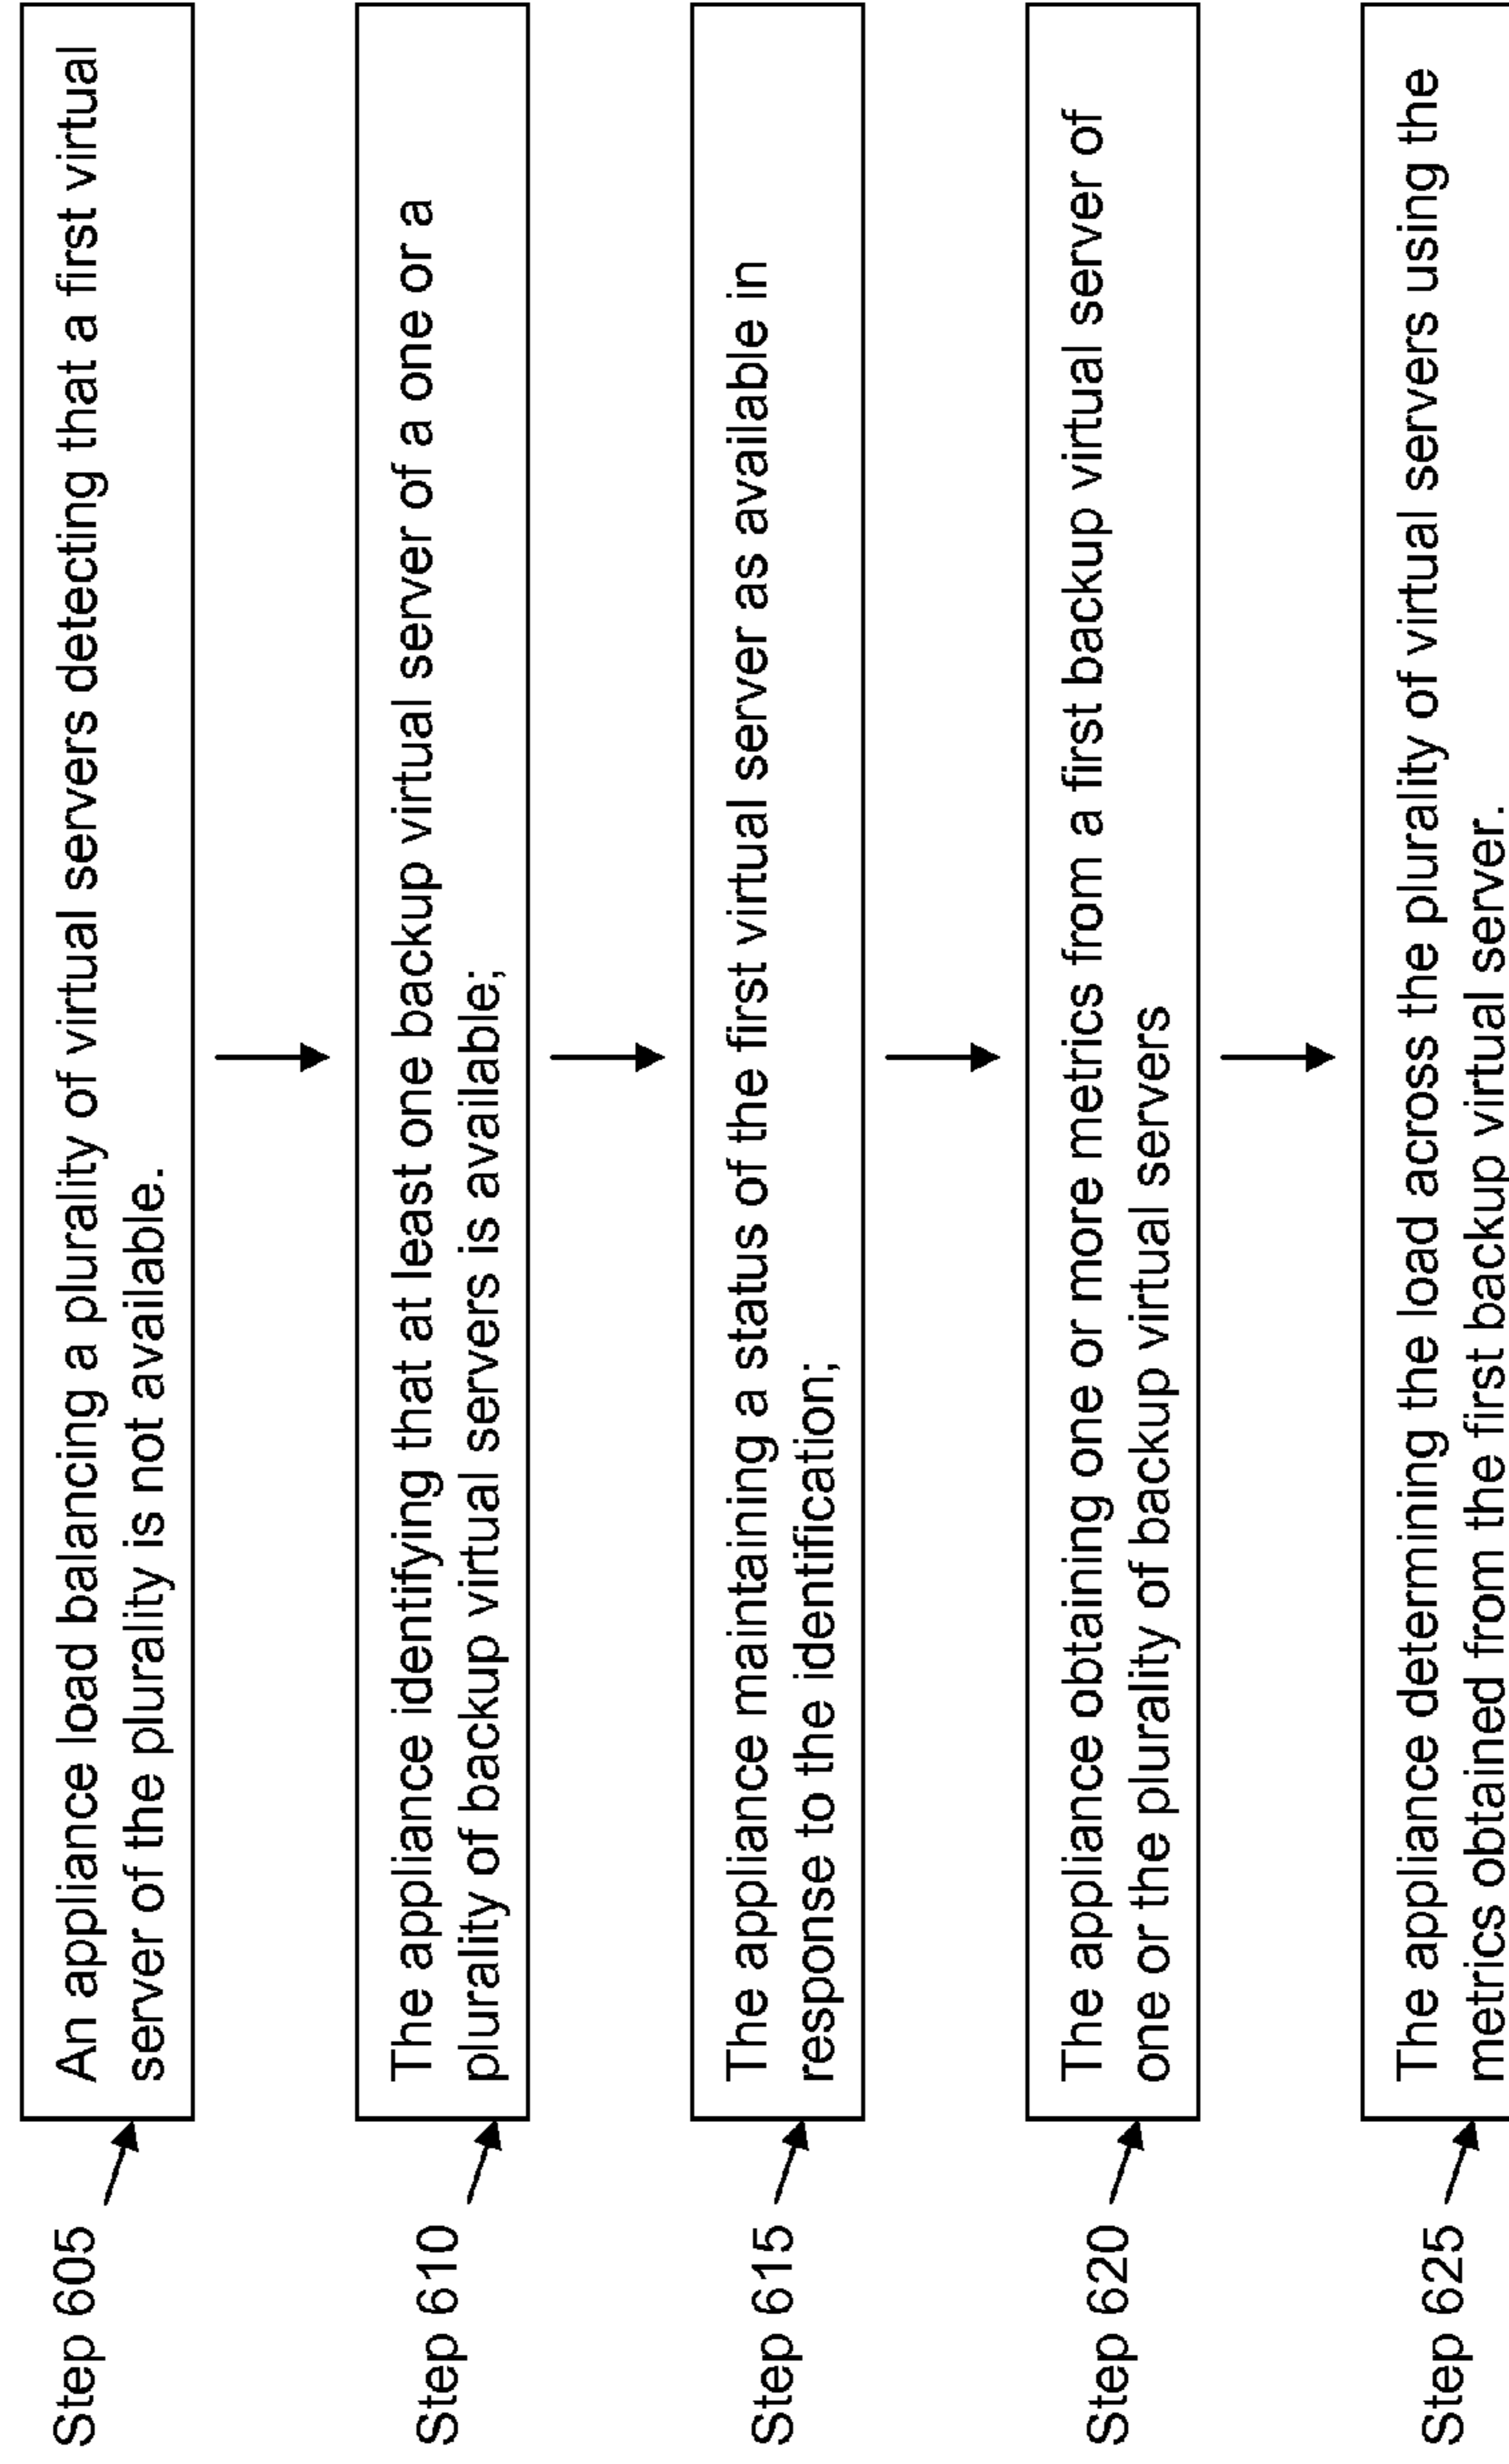 Step 605
An appliance load balancing a plurality of virtual servers detecting that a first virtual
server of the plurality is not available.
Step 610
The appliance identifying that at least one backup virtual server of a one or a
plurality of backup virtual servers is available;
Step 615
The appliance maintaining a status of the first virtual server as available in
response to the identification;
Step 620
The appliance obtaining one or more metrics from a first backup virtual server of
one or the plurality of backup virtual servers
Step 625
The appliance determining the load across the plurality of virtual servers using the
metrics obtained from the first backup virtual server.